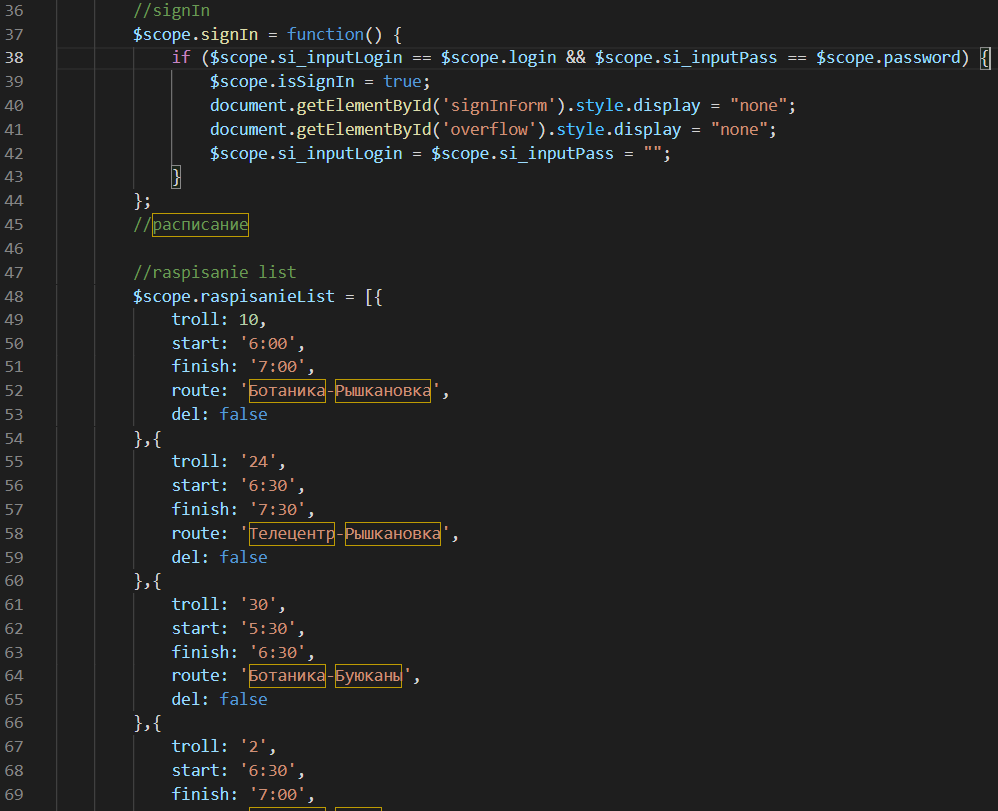 36 //signIn
37 $scope.signIn = function() {
38 if ($scope.si_inputLogin == $scope.login && $scope.si_inputPass == $scope.password) {
39 $scope.isSignIn = true;
40 document.getElementById('signInForm').style.display = "none";
41 document.getElementById('overflow').style.display = "none";
42 $scope.si_inputLogin = $scope.si_inputPass = "";
43 }
44 };
45 //расписание
46
47 //raspisanie list
48 $scope.raspisanieList = [{
49 troll: 10,
50 start: '6:00',
51 finish: '7:00',
52 route: 'Ботаника-Рышкановка',
53 del: false
54 },{
55 troll: '24',
56 start: '6:30',
57 finish: '7:30',
58 route: 'Телецентр-Рышкановка',
59 del: false
60 },{
61 troll: '30',
62 start: '5:30',
63 finish: '6:30',
64 route: 'Ботаника-Буюканы',
65 del: false
66 },{
67 troll: '2',
68 start: '6:30',
69 finish: '7:00',